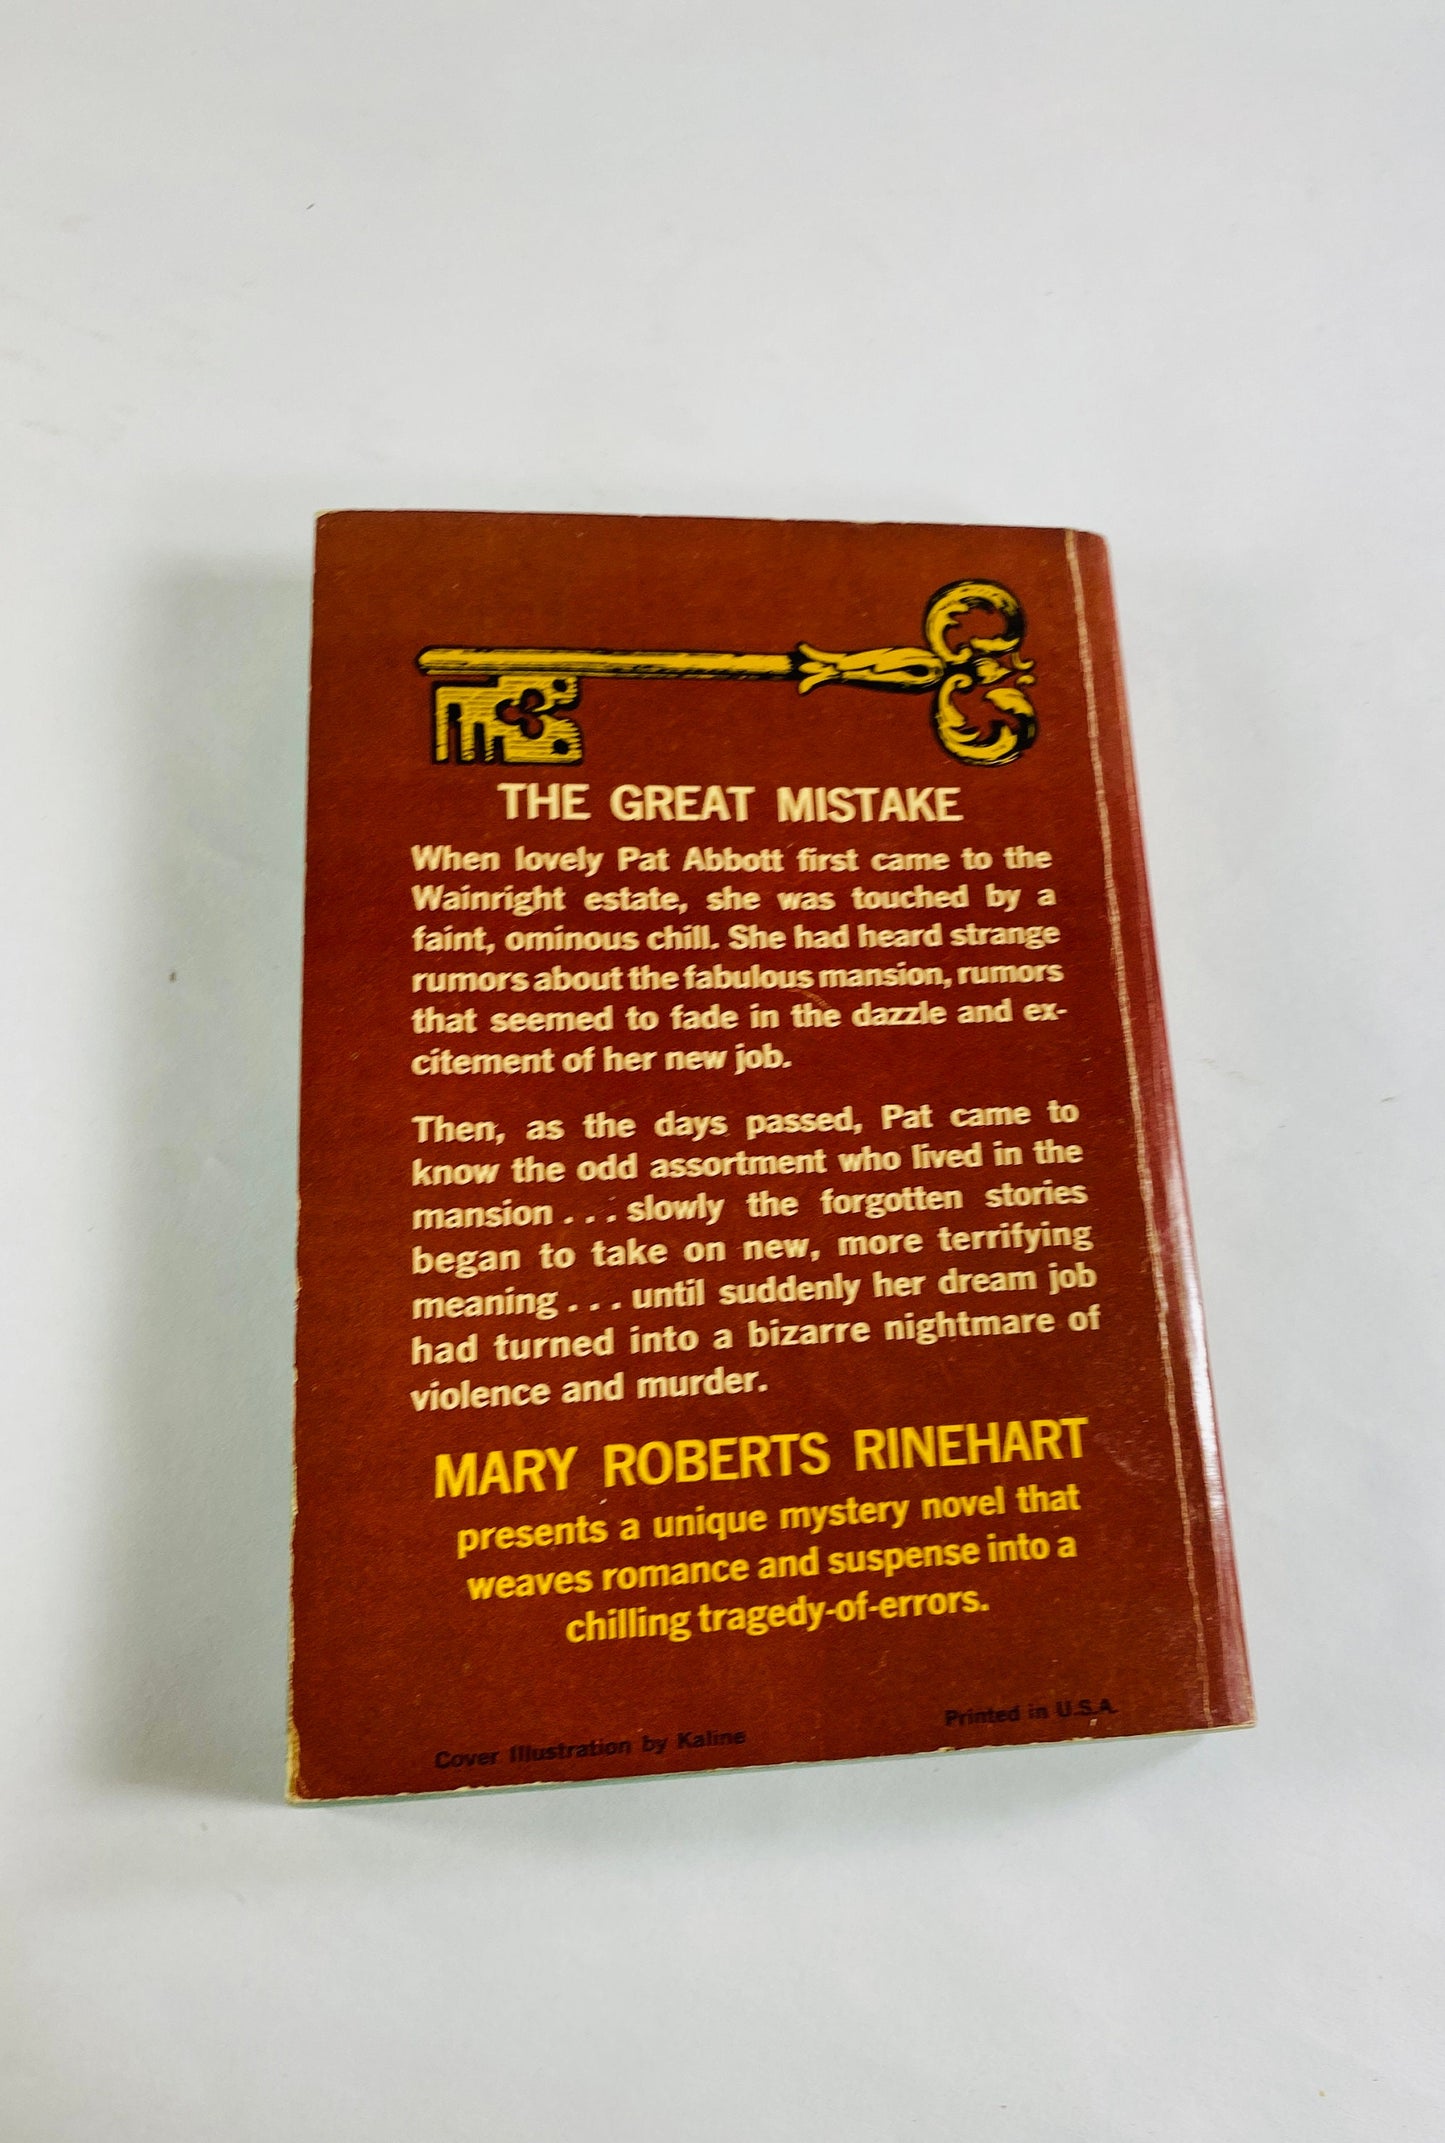 THE GREAT MISTAKE
When lovely Pat Abbott first came to the
Wainright estate, she was touched by a
faint, ominous chill. She had heard strange
rumors about the fabulous mansion, rumors
that seemed to fade in the dazzle and ex-
citement of her new job.
Then, as the days passed, Pat came to
know the odd assortment who lived in the
mansion . . . slowly the forgotten stories
began to take on new, more terrifying
meaning . . . until suddenly her dream job
had turned into a bizarre nightmare of
violence and murder.
MARY ROBERTS RINEHART
presents a unique mystery novel that
weaves romance and suspense into a
chilling tragedy-of-errors.
Cover Illustration by Kaline
Printed in U.S.A.